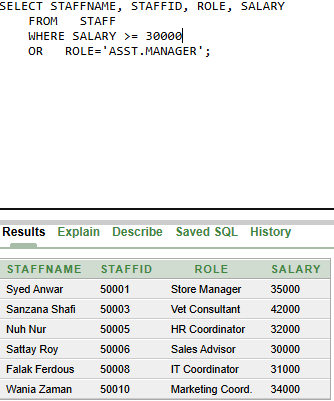 SELECT STAFFNAME, STAFFID, ROLE, SALARY
FROM STAFF
WHERE SALARY >= 30000
OR ROLE='ASST.MANAGER';
Results Explain Describe Saved SQL History
STAFFNAME STAFFID ROLE SALARY
Syed Anwar 50001 Store Manager 35000
Sanzana Shafi 50003 Vet Consultant 42000
Nuh Nur 50005 HR Coordinator 32000
Sattay Roy 50006 Sales Advisor 30000
Falak Ferdous 50008 IT Coordinator 31000
Wania Zaman 50010 Marketing Coord. 34000